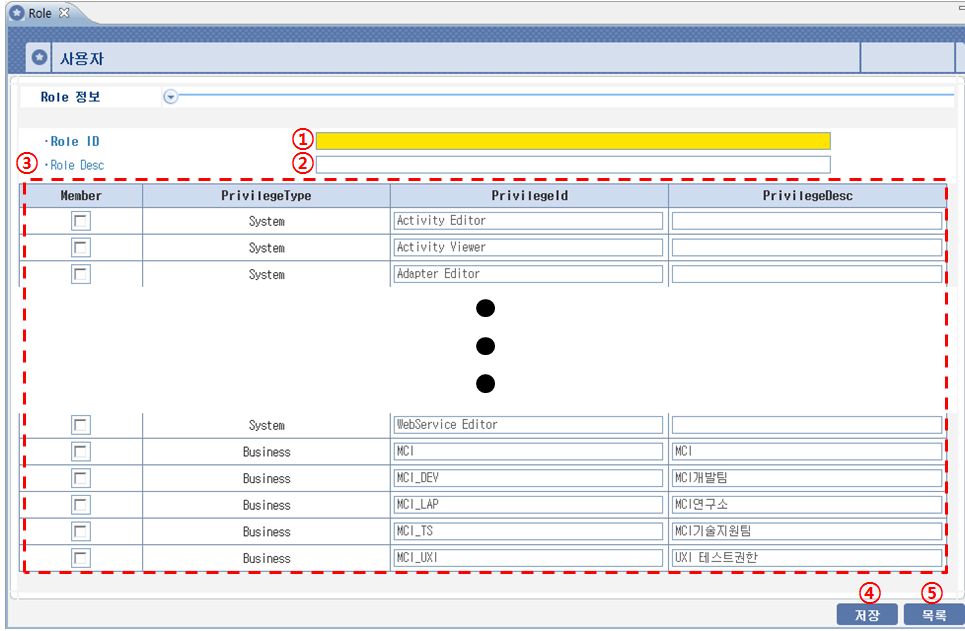 Role
사용자
Role 정보
·Role ID ①
③ ·Role Desc ②
Member PrivilegeType PrivilegeId PrivilegeDesc
System Activity Editor
System Activity Viewer
System Adapter Editor
System WebService Editor
Business MCI MCI
Business MCI_DEV MCI개발팀
Business MCI_LAP MCI연구소
Business MCI_TS MCI기술지원팀
Business MCI_UXI UXI 테스트권한
④ ⑤
저장 목록